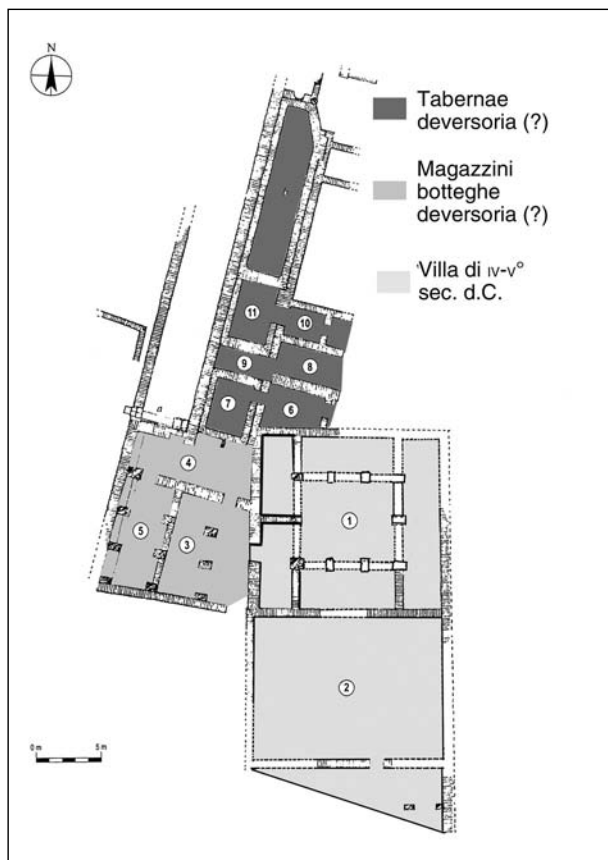 N
Tabernae
deversoria (?)
Magazzini
botteghe
deversoria (?)
Villa di IV-V°
sec. d.C.
11
10
9
8
7
6
a
4
5
3
1
2
0 m
5 m